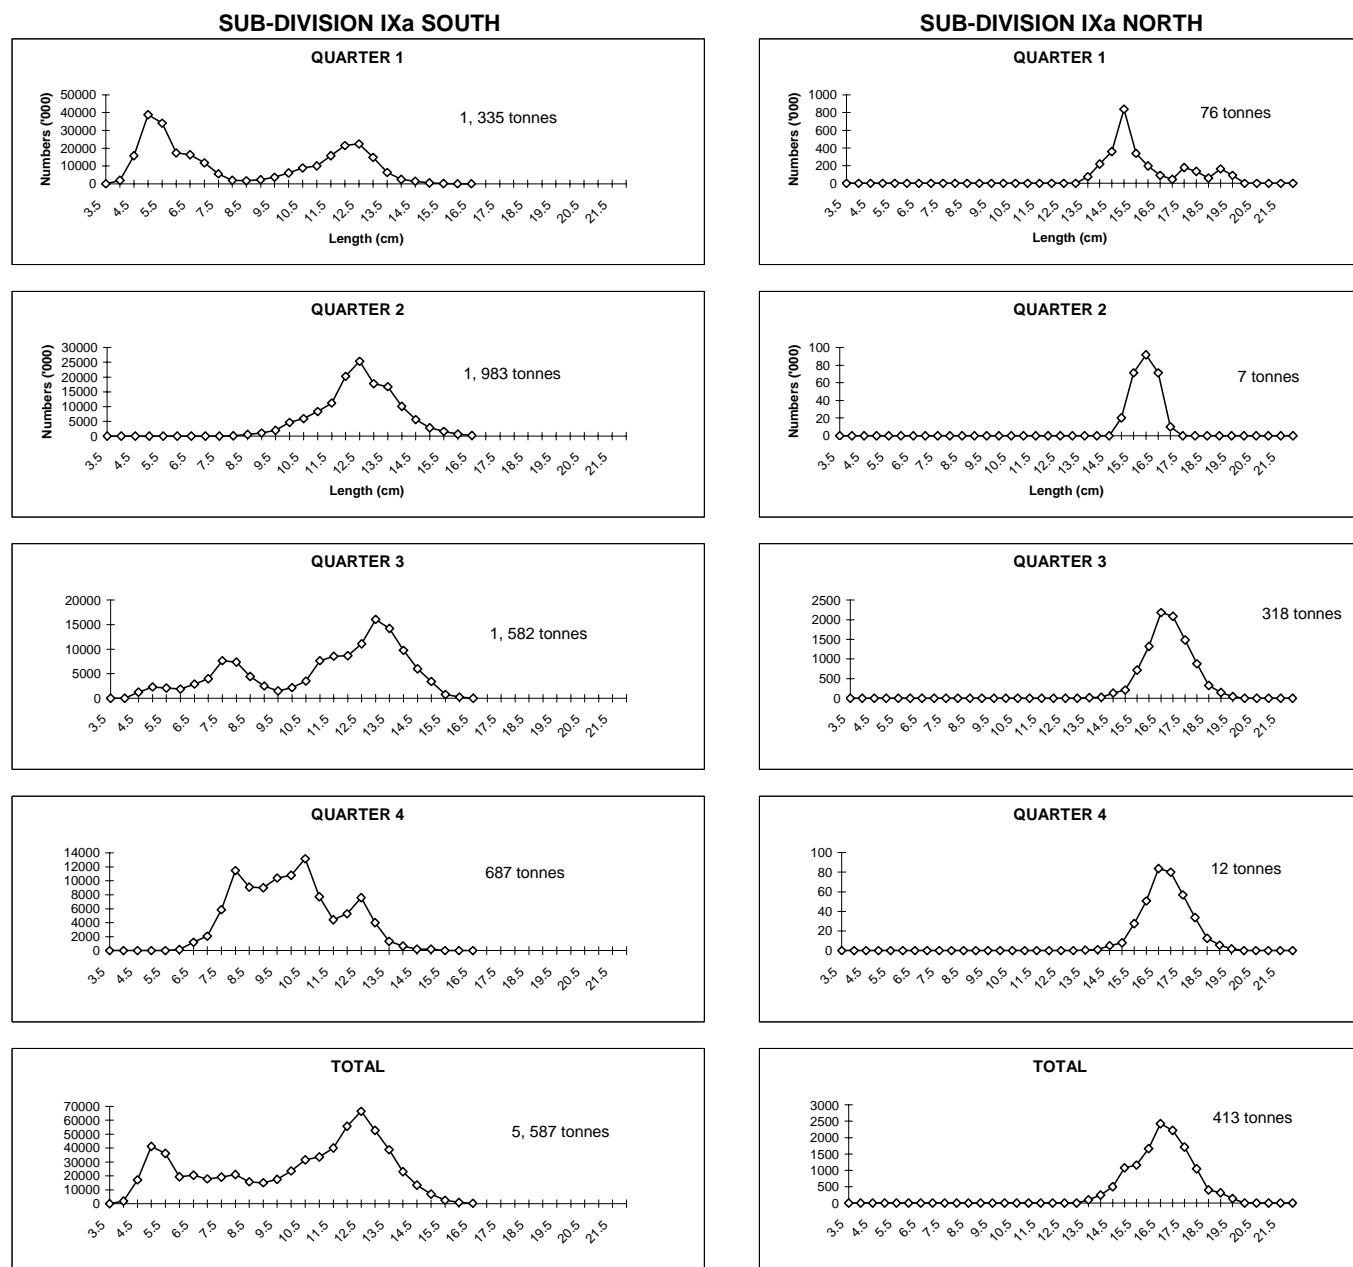 SUB-DIVISION IXa SOUTH
QUARTER 1
Numbers ('000)
50000
40000
30000
20000
10000
0
1, 335 tonnes
3.5 4.5 5.5 6.5 7.5 8.5 9.5 10.5 11.5 12.5 13.5 14.5 15.5 16.5 17.5 18.5 19.5 20.5 21.5
Length (cm)
QUARTER 2
Numbers ('000)
30000
25000
20000
15000
10000
5000
0
1, 983 tonnes
3.5 4.5 5.5 6.5 7.5 8.5 9.5 10.5 11.5 12.5 13.5 14.5 15.5 16.5 17.5 18.5 19.5 20.5 21.5
Length (cm)
QUARTER 3
20000
15000
10000
5000
0
1, 582 tonnes
3.5 4.5 5.5 6.5 7.5 8.5 9.5 10.5 11.5 12.5 13.5 14.5 15.5 16.5 17.5 18.5 19.5 20.5 21.5
QUARTER 4
14000
12000
10000
8000
6000
4000
2000
0
687 tonnes
3.5 4.5 5.5 6.5 7.5 8.5 9.5 10.5 11.5 12.5 13.5 14.5 15.5 16.5 17.5 18.5 19.5 20.5 21.5
TOTAL
70000
60000
50000
40000
30000
20000
10000
0
5, 587 tonnes
3.5 4.5 5.5 6.5 7.5 8.5 9.5 10.5 11.5 12.5 13.5 14.5 15.5 16.5 17.5 18.5 19.5 20.5 21.5
SUB-DIVISION IXa NORTH
QUARTER 1
Numbers ('000)
1000
800
600
400
200
0
76 tonnes
3.5 4.5 5.5 6.5 7.5 8.5 9.5 10.5 11.5 12.5 13.5 14.5 15.5 16.5 17.5 18.5 19.5 20.5 21.5
Length (cm)
QUARTER 2
Numbers ('000)
100
80
60
40
20
0
7 tonnes
3.5 4.5 5.5 6.5 7.5 8.5 9.5 10.5 11.5 12.5 13.5 14.5 15.5 16.5 17.5 18.5 19.5 20.5 21.5
Length (cm)
QUARTER 3
2500
2000
1500
1000
500
0
318 tonnes
3.5 4.5 5.5 6.5 7.5 8.5 9.5 10.5 11.5 12.5 13.5 14.5 15.5 16.5 17.5 18.5 19.5 20.5 21.5
QUARTER 4
100
80
60
40
20
0
12 tonnes
3.5 4.5 5.5 6.5 7.5 8.5 9.5 10.5 11.5 12.5 13.5 14.5 15.5 16.5 17.5 18.5 19.5 20.5 21.5
TOTAL
3000
2500
2000
1500
1000
500
0
413 tonnes
3.5 4.5 5.5 6.5 7.5 8.5 9.5 10.5 11.5 12.5 13.5 14.5 15.5 16.5 17.5 18.5 19.5 20.5 21.5